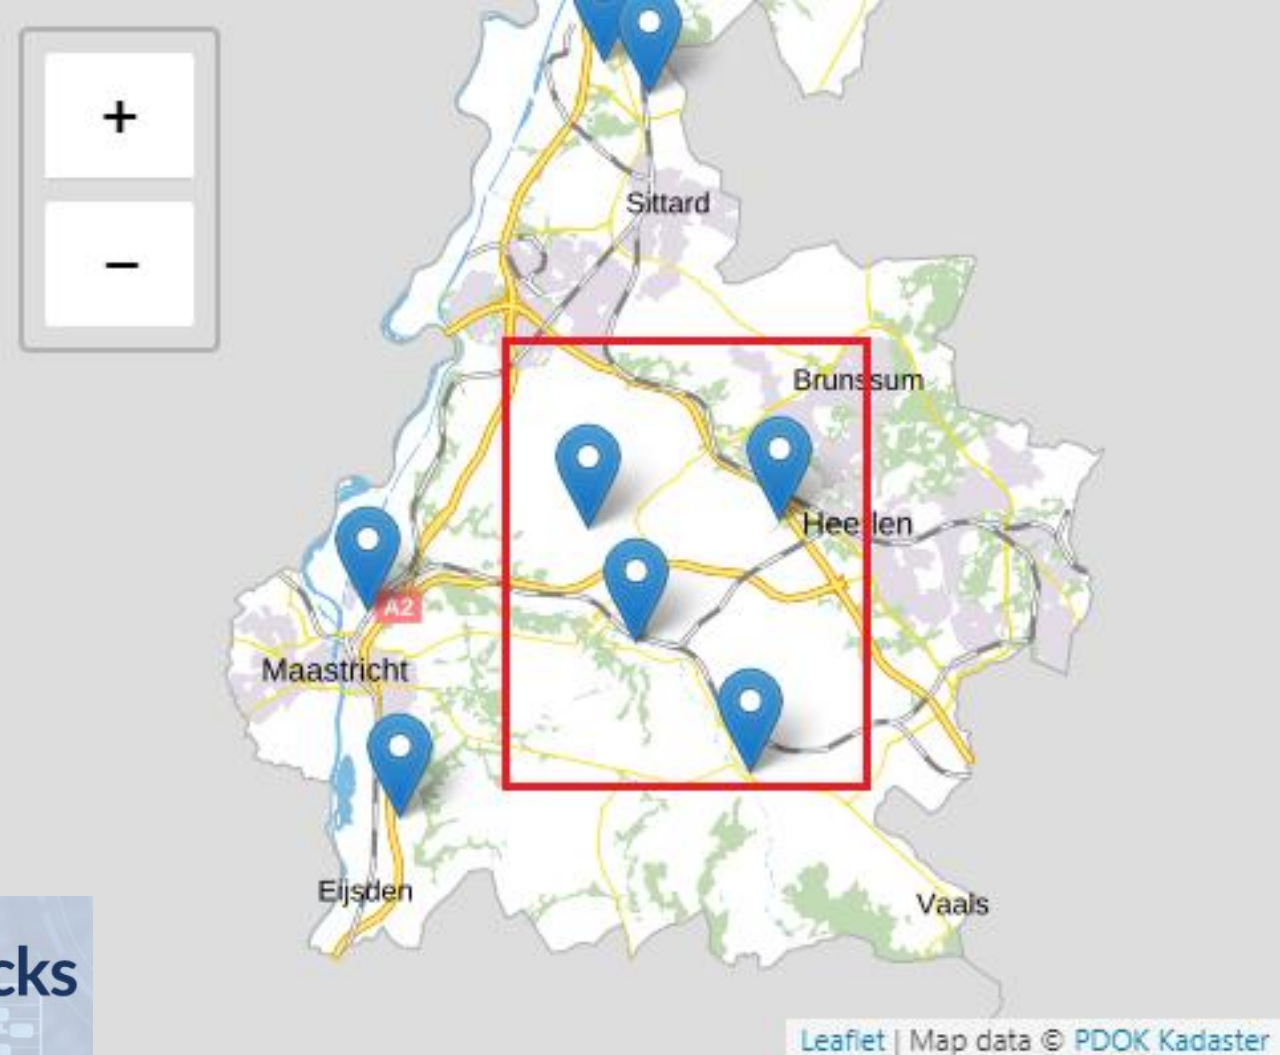 +
−
Sittard
Brunssum
Heerlen
A2
Maastricht
Eijsden
Vaals
cks
Leaflet | Map data © PDOK Kadaster